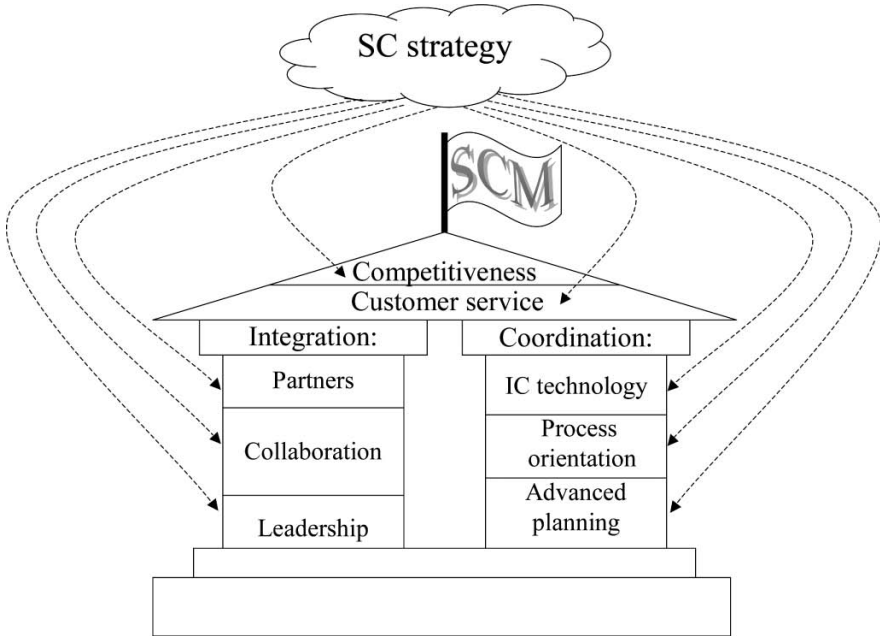 SC strategy
SCM
Competitiveness
Customer service
Integration:
Partners
Collaboration
Leadership
Coordination:
IC technology
Process
orientation
Advanced
planning